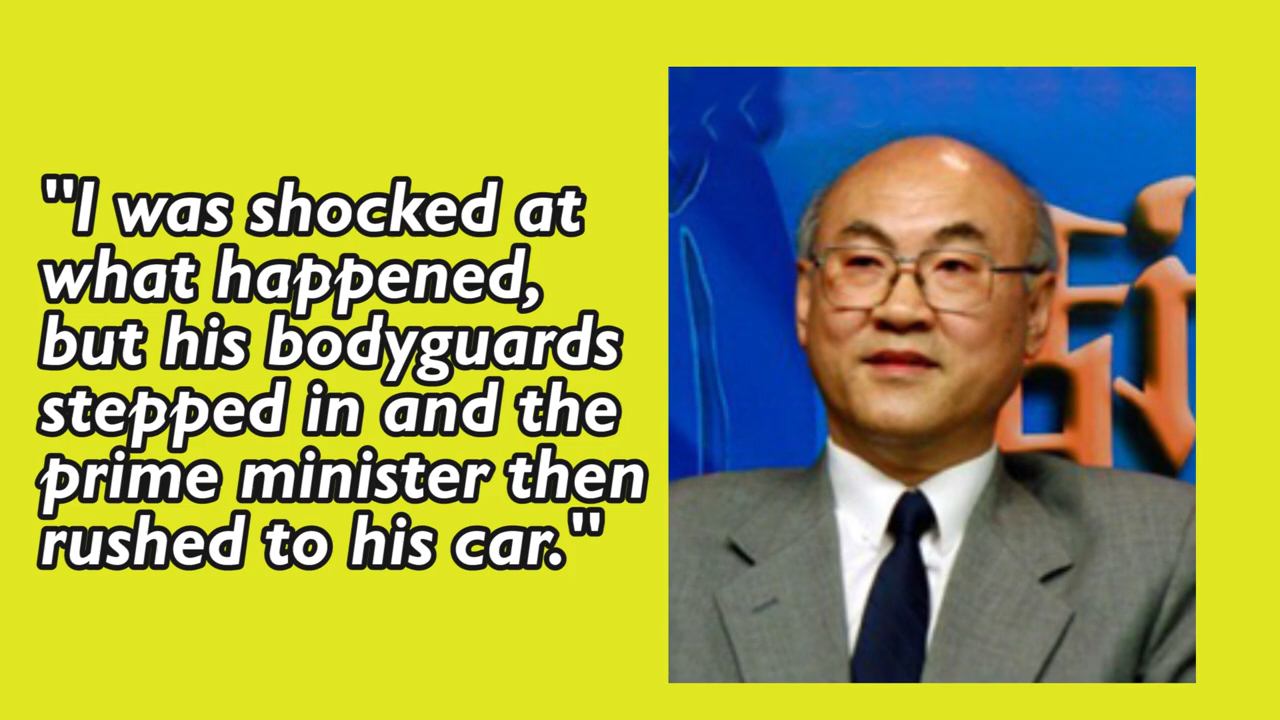 "I was shocked at
what happened,
but his bodyguards
stepped in and the
prime minister then
rushed to his car."